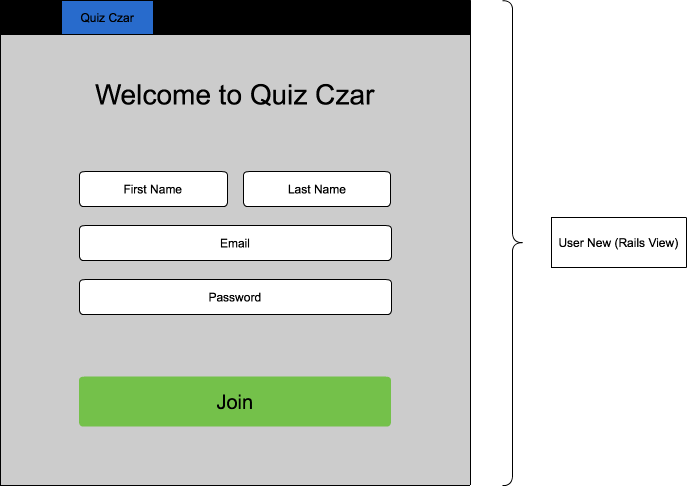 Quiz Czar
Welcome to Quiz Czar
First Name
Last Name
Email
Password
Join
User New (Rails View)